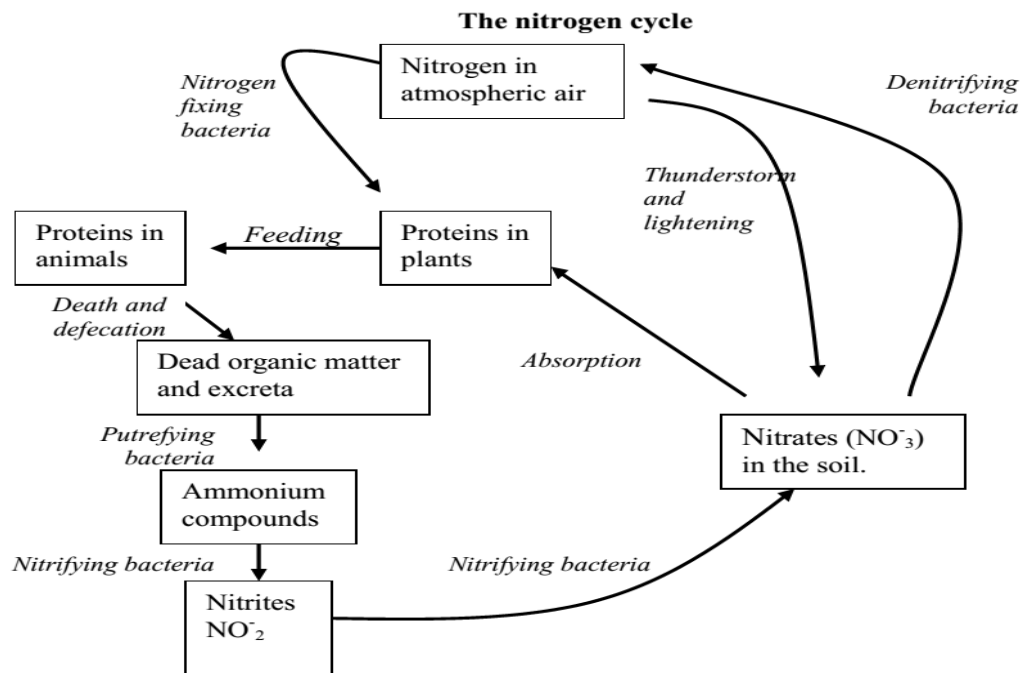 The nitrogen cycle
Nitrogen in
atmospheric air
Nitrogen
fixing
bacteria
Denitrifying
bacteria
Thunderstorm
and
lightening
Proteins in
animals
Feeding
Proteins in
plants
Death and
defecation
Dead organic matter
and excreta
Absorption
Putrefying
bacteria
Nitrates (NO⁻₃)
in the soil.
Ammonium
compounds
Nitrifying bacteria
Nitrifying bacteria
Nitrites
NO⁻₂